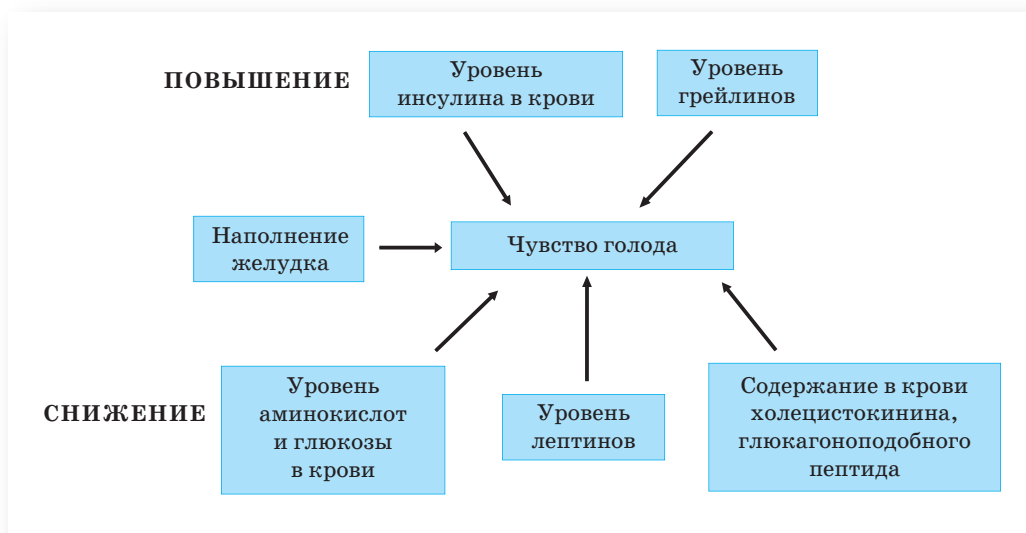 ПОВЫШЕНИЕ
Уровень
инсулина в крови
Уровень
грейлинов
Наполнение
желудка
Чувство голода
СНИЖЕНИЕ
Уровень
аминокислот
и глюкозы
в крови
Уровень
лептинов
Содержание в крови
холецистокинина,
глюкагоноподобного
пептида